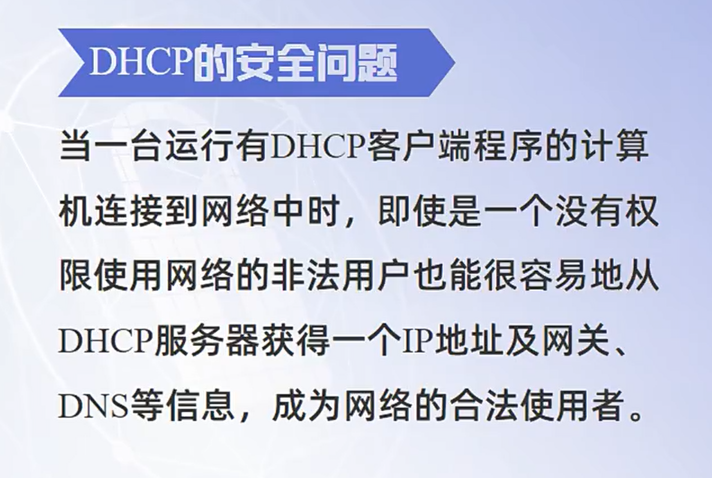 DHCP的安全问题
当一台运行有DHCP客户端程序的计算
机连接到网络中时，即使是一个没有权
限使用网络的非法用户也能很容易地从
DHCP服务器获得一个IP地址及网关、
DNS等信息，成为网络的合法使用者。